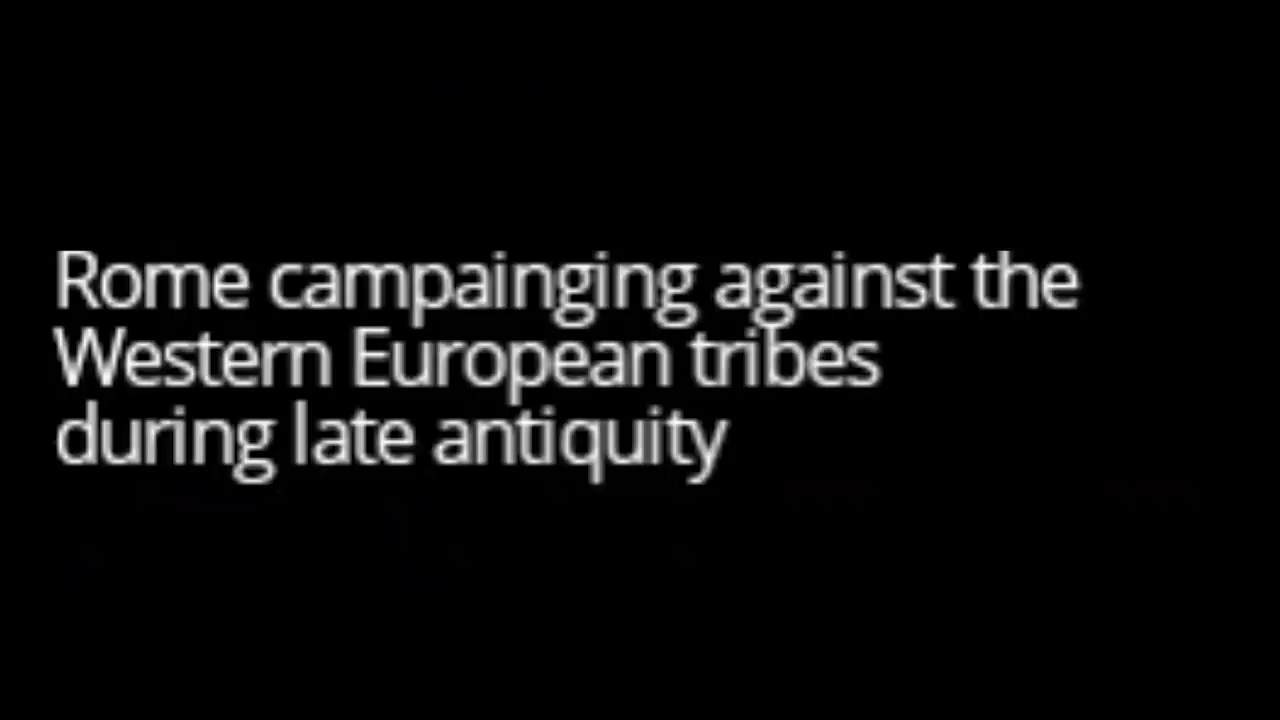 Rome campainging against the
Western European tribes
during late antiquity